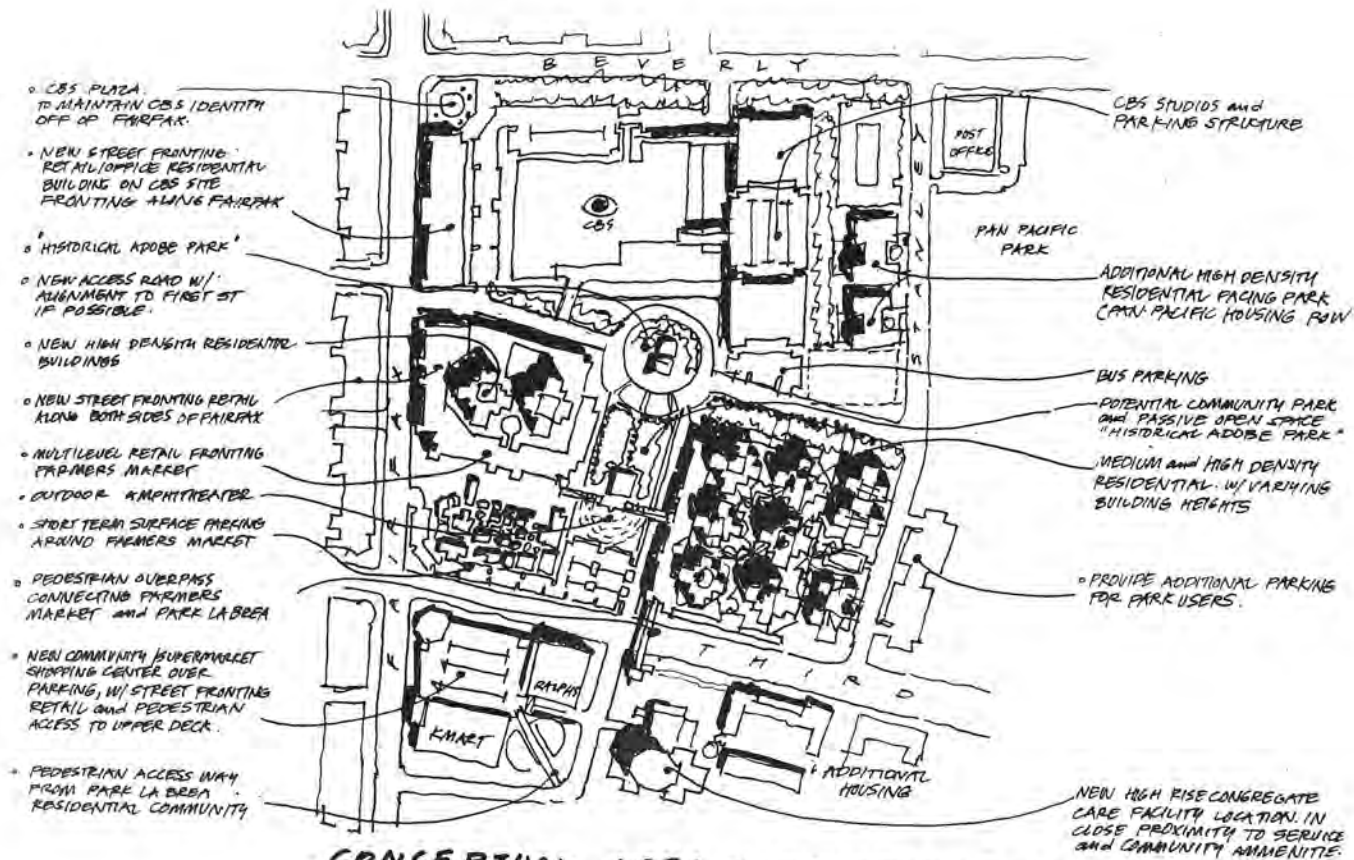 BEVERLY
° CBS PLAZA.
TO MAINTAIN CBS IDENTITY
OFF OF FAIRFAX.
° NEW STREET FRONTING
RETAIL/OFFICE RESIDENTIAL
BUILDING ON CBS SITE
FRONTING ALONG FAIRFAX
° "HISTORICAL ADOBE PARK"
° NEW ACCESS ROAD W/
ALIGNMENT TO FIRST ST
IF POSSIBLE.
° NEW HIGH DENSITY
BUILDINGS
° NEW STREET FRONTING RETAIL
ALONG BOTH SIDES OF FAIRFAX
° MULTILEVEL RETAIL FRONTING
FARMERS MARKET
° OUTDOOR AMPHITHEATER
° SHORT TERM SURFACE PARKING
AROUND FARMERS MARKET
° PEDESTRIAN OVERPASS
CONNECTING FARMERS
MARKET and PARK LABREA
° NEW COMMUNITY/SUPERMARKET
SHOPPING CENTER OVER
PARKING, W/ STREET FRONTING
RETAIL and PEDESTRIAN
ACCESS TO UPPER DECK.
° PEDESTRIAN ACCESS WAY
FROM PARK LA BREA
RESIDENTIAL COMMUNITY
CBS
POST
OFFICE
PAN PACIFIC
PARK
FAIRFAX
THIRD
RALPHS
KMART
ADDITIONAL
HOUSING
CBS STUDIOS and
PARKING STRUCTURE
ADDITIONAL HIGH DENSITY
RESIDENTIAL FACING PARK
(PAN PACIFIC HOUSING ROW
BUS PARKING
POTENTIAL COMMUNITY PARK
and PASSIVE OPEN SPACE
"HISTORICAL ADOBE PARK"
MEDIUM and HIGH DENSITY
RESIDENTIAL. W/ VARIYING
BUILDING HEIGHTS
° PROVIDE ADDITIONAL PARKING
FOR PARK USERS.
NEW HIGH RISE CONGREGATE
CARE FACILITY LOCATION. IN
CLOSE PROXIMITY TO SERVICE
and COMMUNITY AMMENITIE.